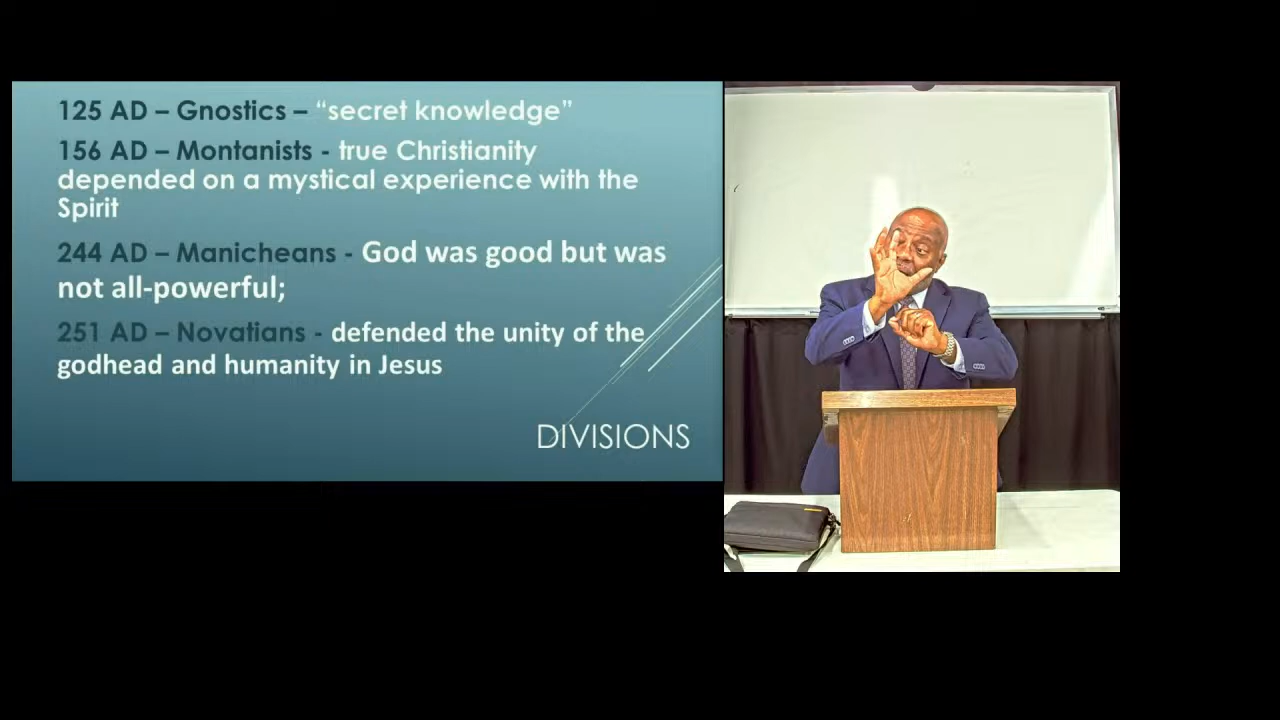 125 AD – Gnostics – “secret knowledge”
156 AD – Montanists - true Christianity
depended on a mystical experience with the
Spirit
244 AD – Manicheans - God was good but was
not all-powerful;
251 AD – Novatians - defended the unity of the
godhead and humanity in Jesus
DIVISIONS